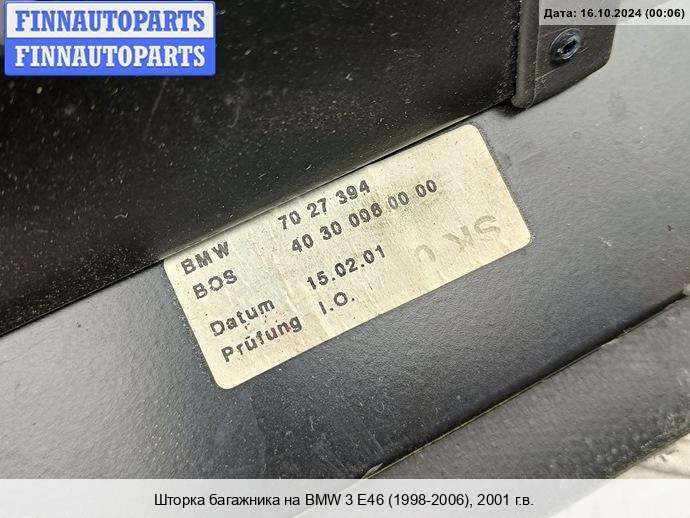 FINNAUTOPARTS
FINNAUTOPARTS
Дата: 16.10.2024 (00:06)
BMW 70 27 394
BOS 40 30 006 00 00
Datum 15.02.01
Prüfung I.O.
Шторка багажника на BMW 3 E46 (1998-2006), 2001 г.в.